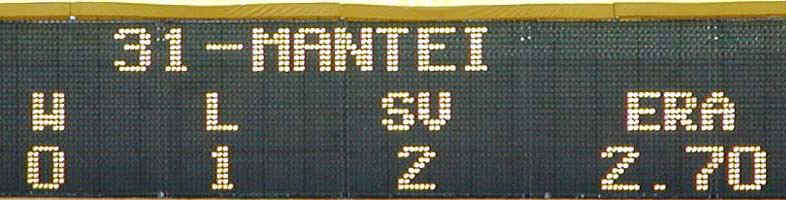 31-MANTEI
W L SV ERA
0 1 2 2.70